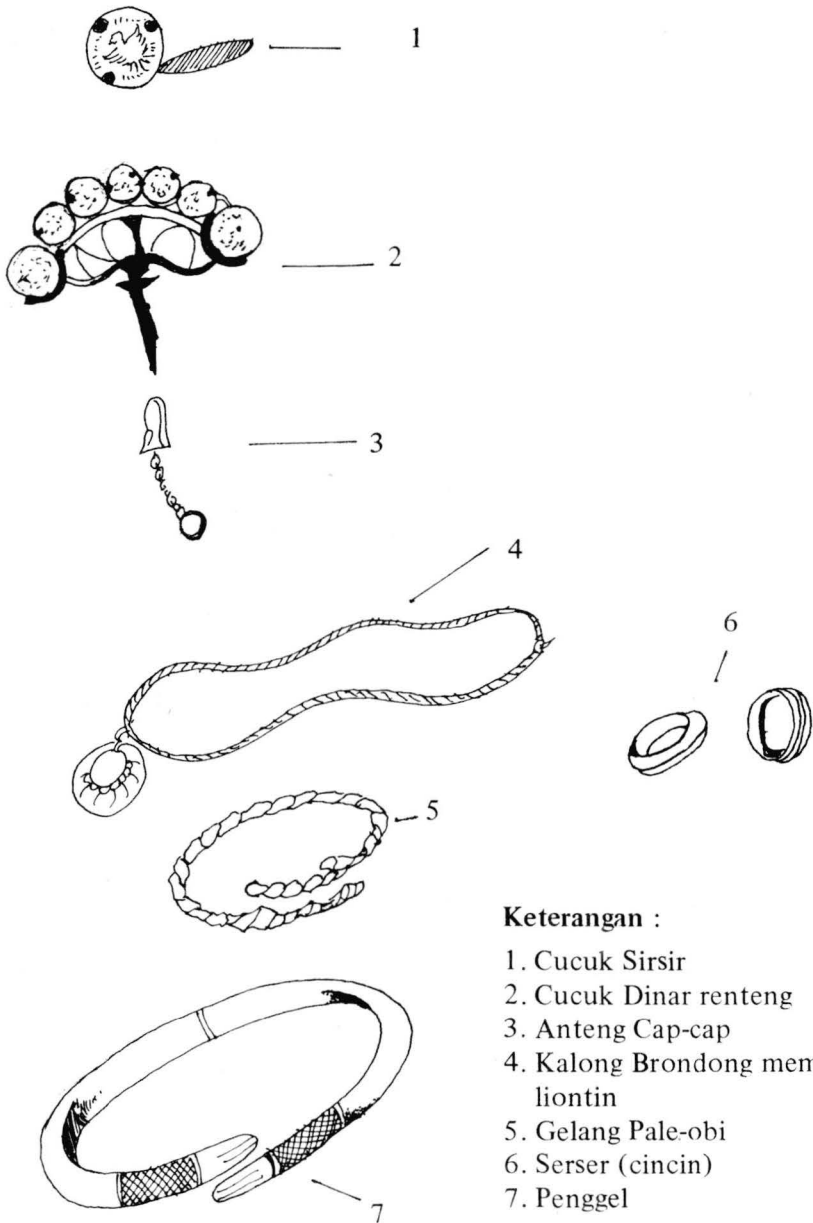 1
2
3
4
6
5
7
Keterangan :
1. Cucuk Sirsir
2. Cucuk Dinar renteng
3. Anteng Cap-cap
4. Kalong Brondong
liontin
5. Gelang Pale-obi
6. Serser (cincin)
7. Penggel